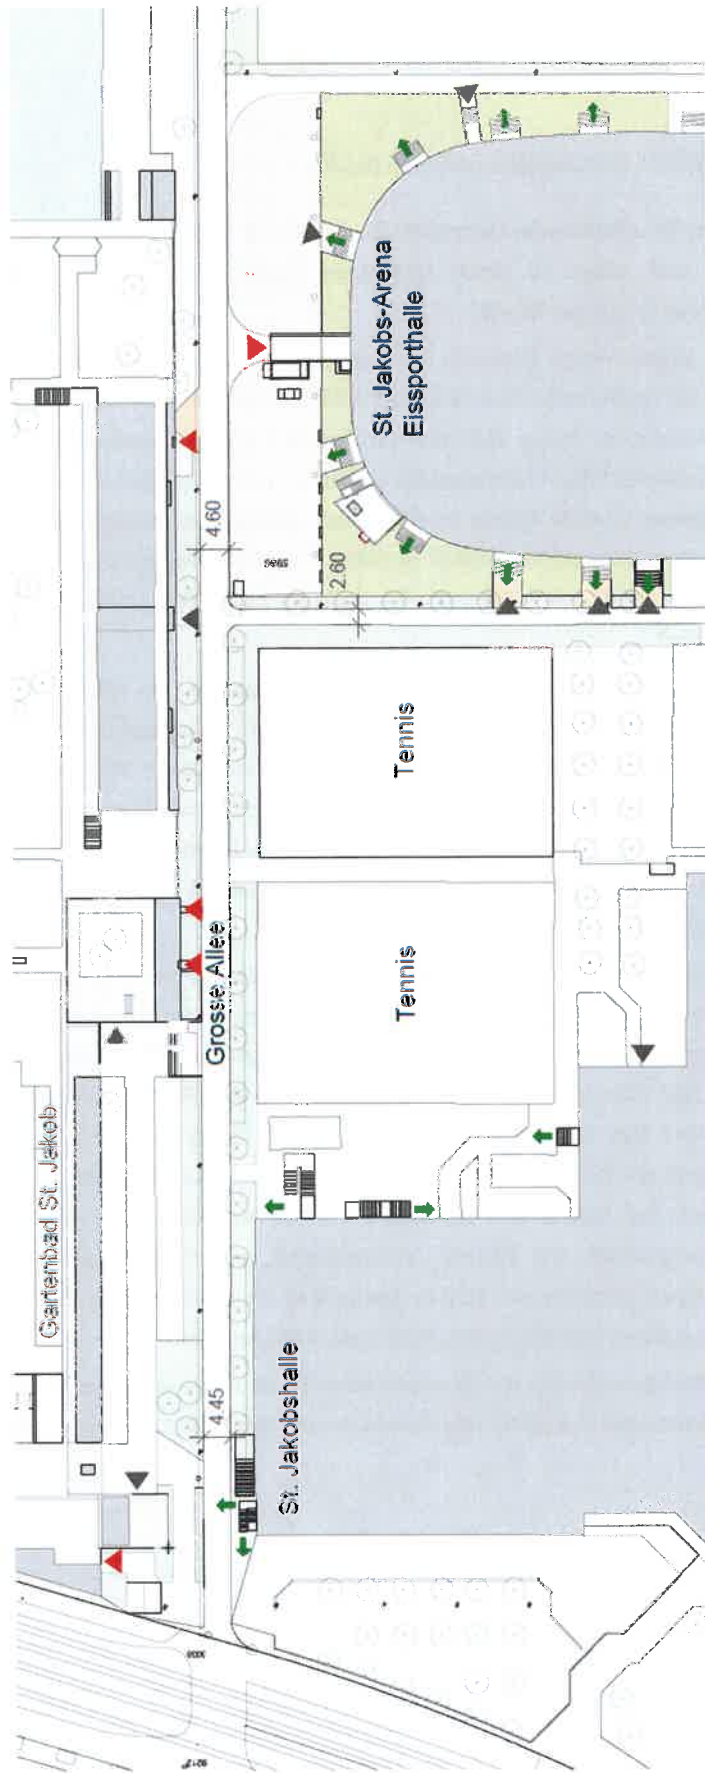 St. Jakobs-Arena
Eissporthalle
4.60
2.60
Tennis
Tennis
Grosse Allee
Gartenbad St. Jakob
St. Jakobshalle
4.45